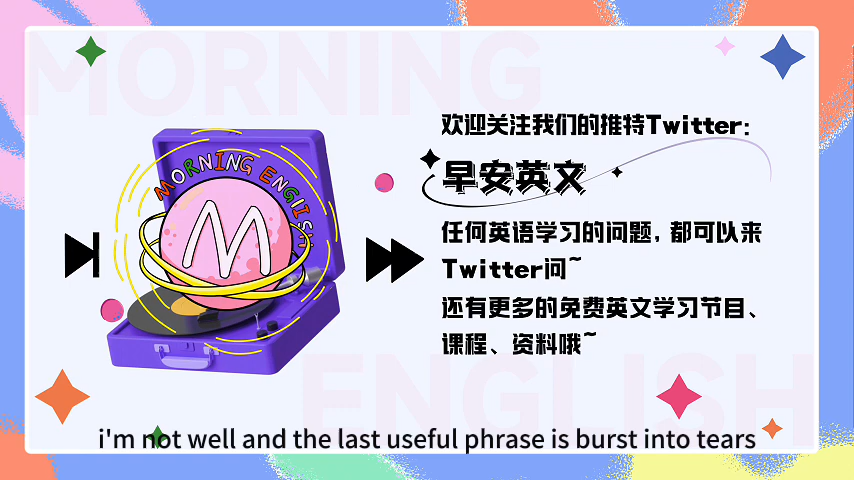 MORNING
欢迎关注我们的推特Twitter:
MORNING ENGLISH
早安英文
M
任何英语学习的问题, 都可以来
Twitter问~
还有更多的免费英文学习节目、
课程、资料哦~
ENGLISH
i'm not well and the last useful phrase is burst into tears